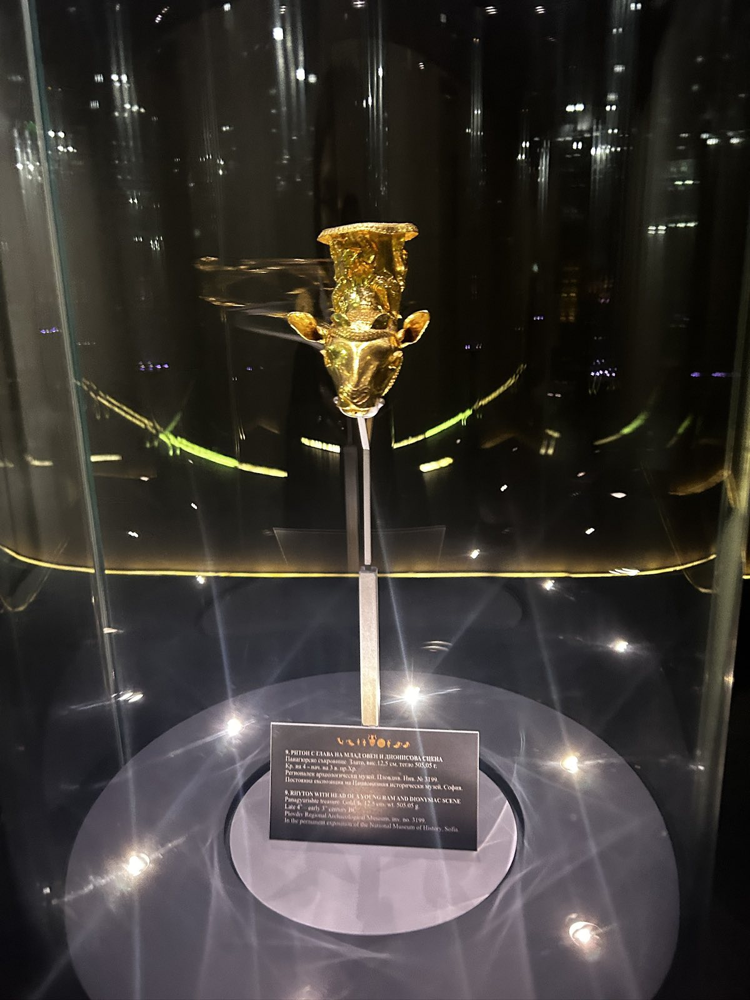 9. РИТОН С ГЛАВА НА МЛАД ОВЕН И ДИОНИСОВА СЦЕНА
Панагюрско съкровище. Злато, вис. 12,5 см, тегло 505,05 г.
Кр. на 4 – нач. на 3 в. пр.Хр.
Регионален археологически музей, Пловдив. Инв. № 3199.
Постоянна експозиция на Националния исторически музей, София.
9. RHYTON WITH HEAD OF A YOUNG RAM AND DIONYSIAC SCENE
Panagyurishte treasure. Gold, h. 12.5 cm, wt. 505.05 g.
Late 4th – early 3rd century BC
Plovdiv Regional Archaeological Museum, inv. no. 3199.
In the permanent exposition of the National Museum of History, Sofia.